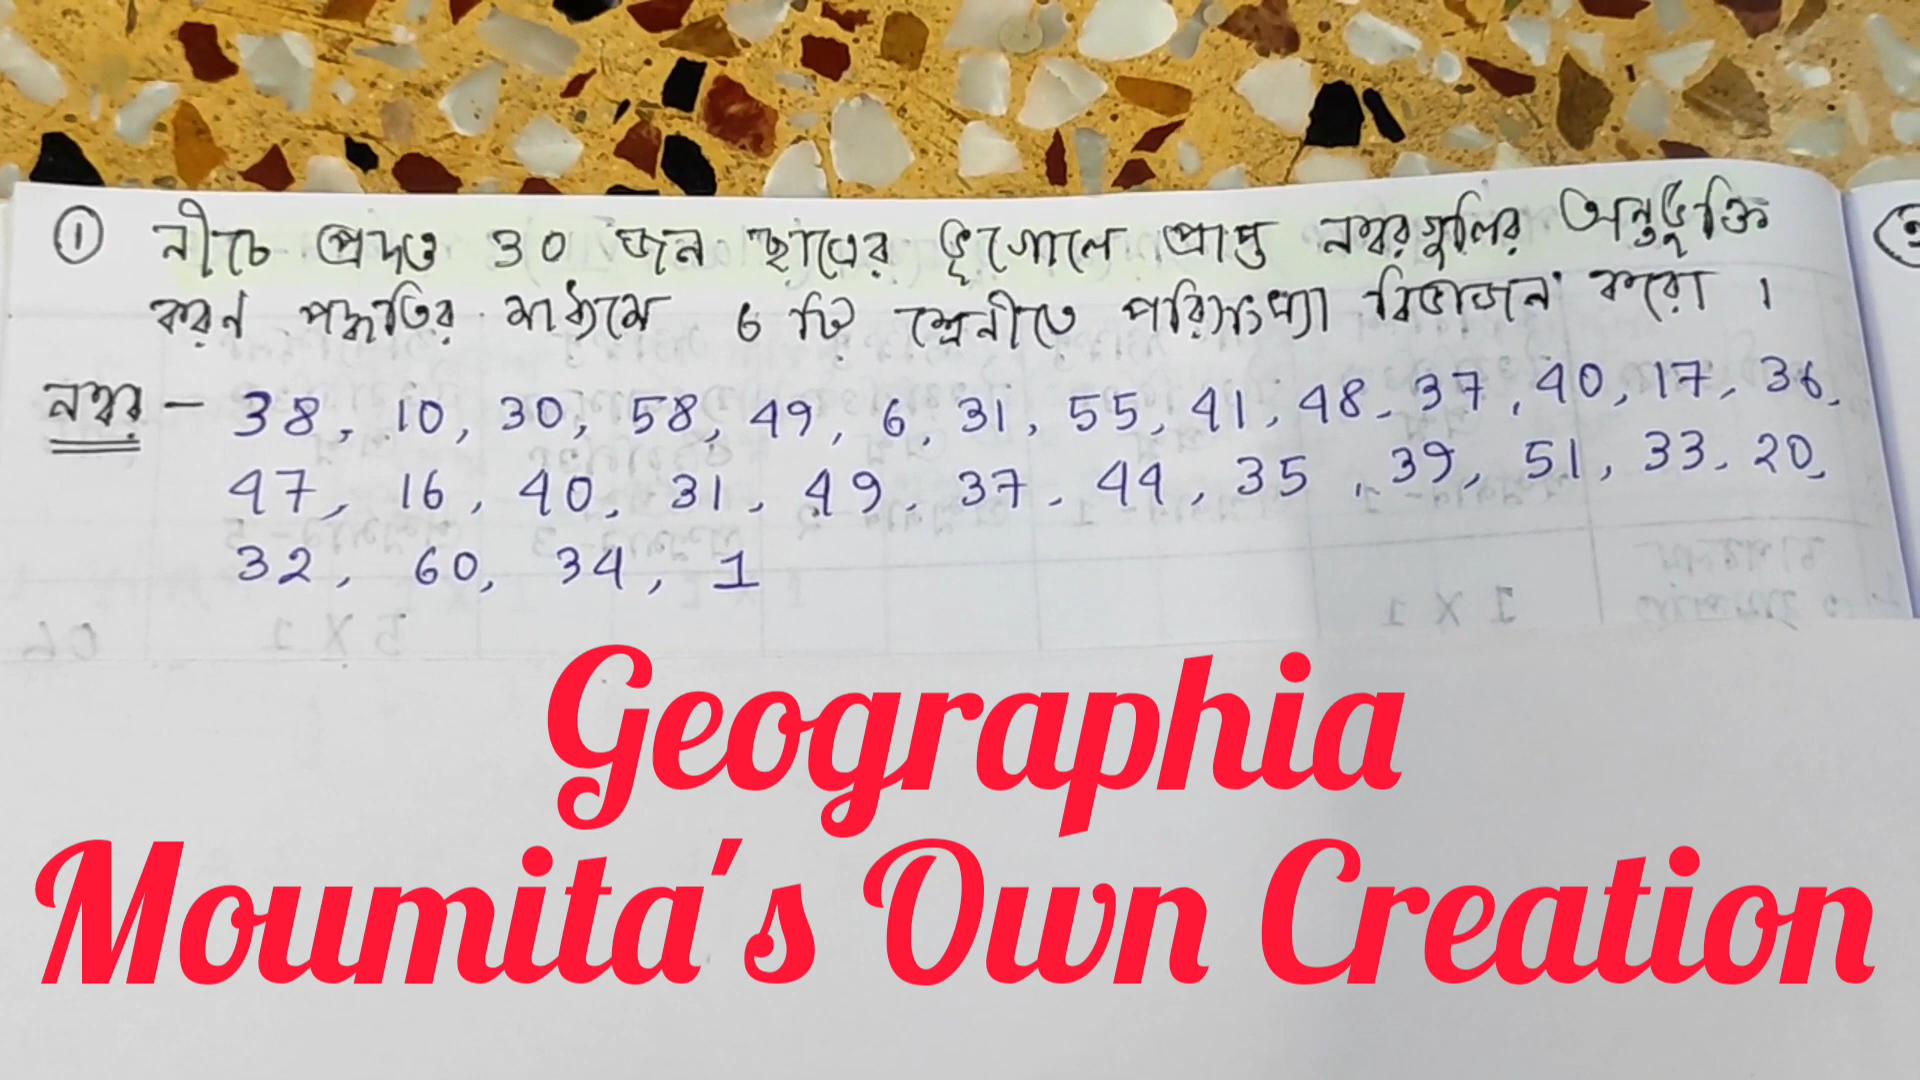 ① নীচে প্রদত্ত 30 জন ছাত্রের ভূগোলে প্রাপ্ত নম্বরগুলির অন্তর্ভূক্তি
করণ পদ্ধতির মাধ্যমে 6 টি শ্রেনীতে পরিসংখ্যা বিভাজন করো ।
নম্বর - 38, 10, 30, 58, 49, 6, 31, 55, 41, 48, 37, 40, 17, 36,
47, 16, 40, 31, 49, 37, 44, 35, 39, 51, 33, 20,
32, 60, 34, 1
Geographia
Moumita's Own Creation